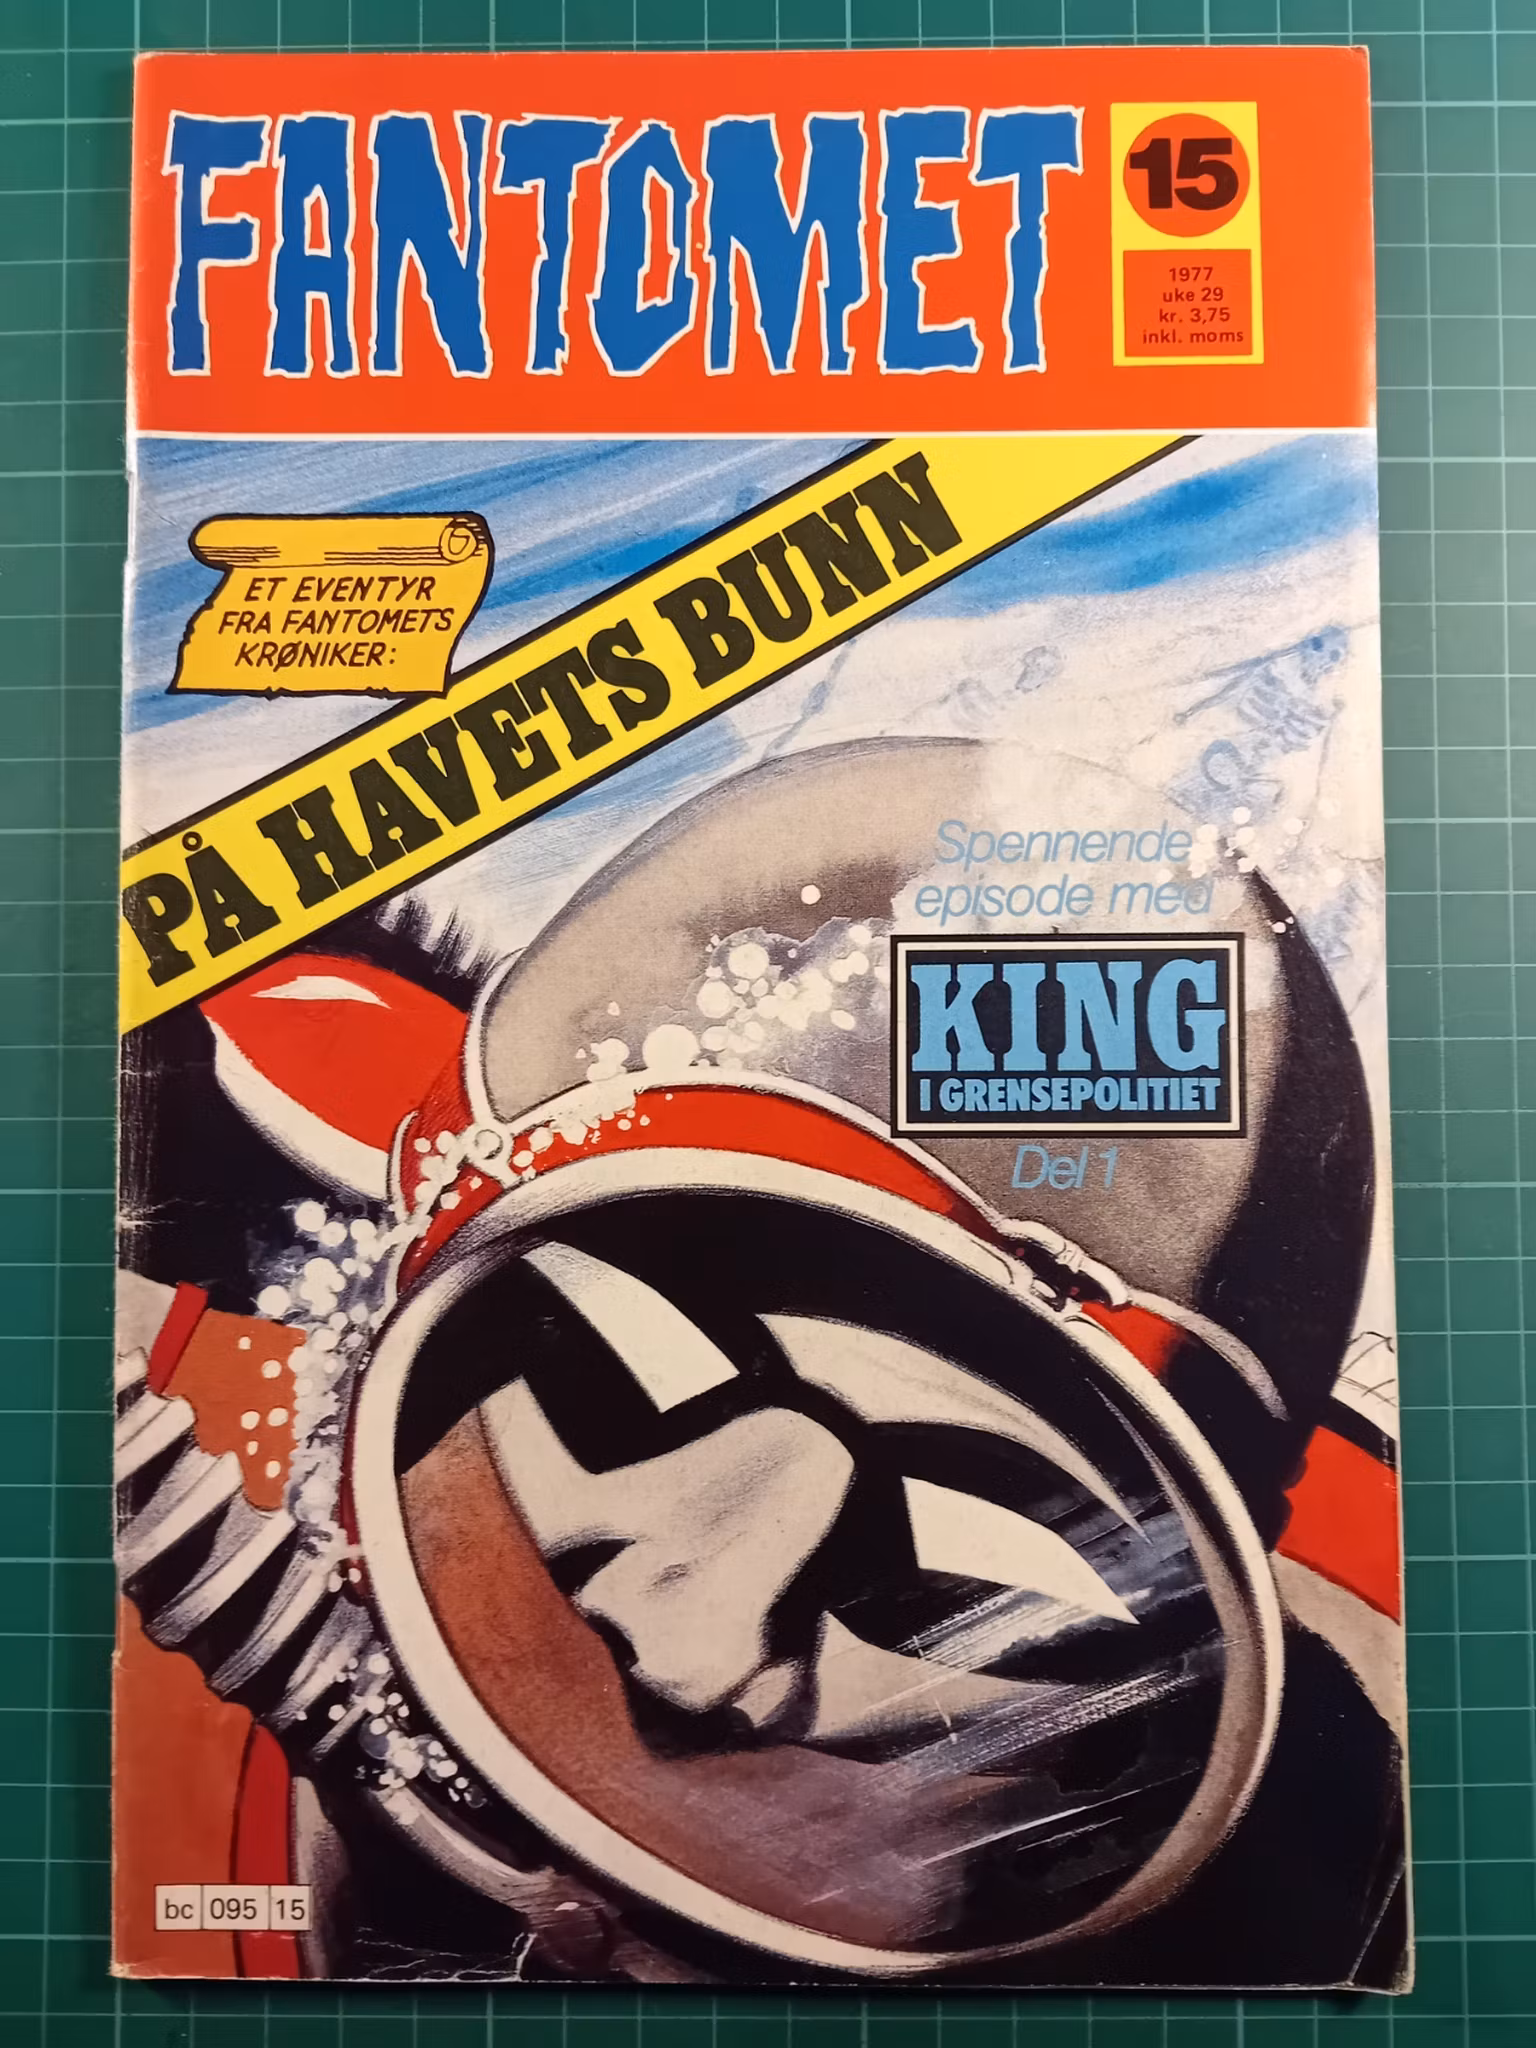 FANTOMET
15
1977
uke 29
kr. 3,75
inkl. moms
ET EVENTYR
FRA FANTOMETS
KRØNIKER:
PÅ HAVETS BUNN
Spennende
episode med
KING
I GRENSEPOLITIET
Del 1
bc 095 15